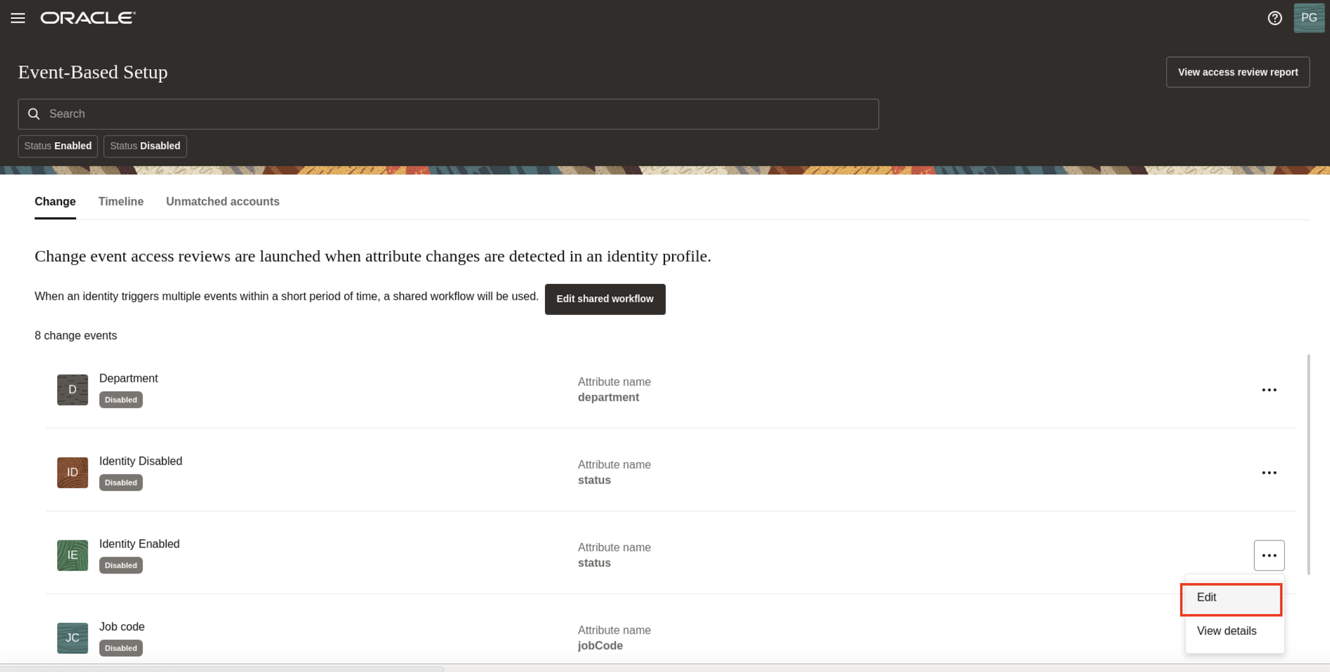 ORACLE
PG
Event-Based Setup
View access review report
Search
Status Enabled
Status Disabled
Change
Timeline
Unmatched accounts
Change event access reviews are launched when attribute changes are detected in an identity profile.
When an identity triggers multiple events within a short period of time, a shared workflow will be used.
Edit shared workflow
8 change events
D
Department
Disabled
Attribute name
department
ID
Identity Disabled
Disabled
Attribute name
status
IE
Identity Enabled
Disabled
Attribute name
status
Edit
View details
JC
Job code
Disabled
Attribute name
jobCode